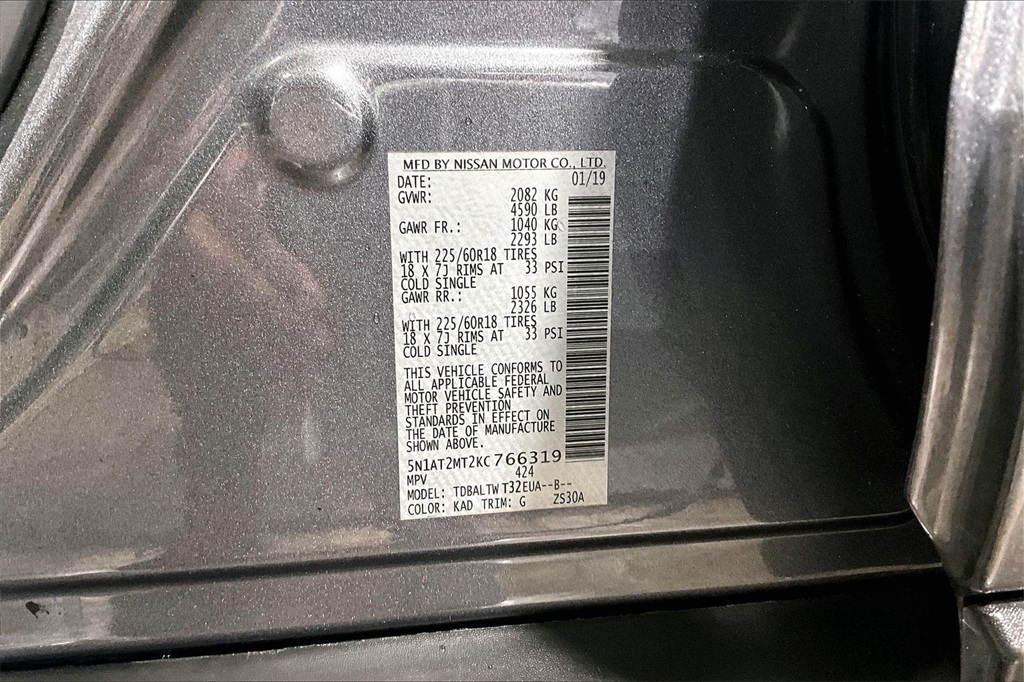 MFD BY NISSAN MOTOR CO., LTD.
DATE: 01/19
GVWR: 2082 KG
4590 LB
GAWR FR.: 1040 KG
2293 LB
WITH 225/60R18 TIRES
18 X 7J RIMS AT 33 PSI
COLD SINGLE
GAWR RR.: 1055 KG
2326 LB
WITH 225/60R18 TIRES
18 X 7J RIMS AT 33 PSI
COLD SINGLE
THIS VEHICLE CONFORMS TO
ALL APPLICABLE FEDERAL
MOTOR VEHICLE SAFETY AND
THEFT PREVENTION
STANDARDS IN EFFECT ON
THE DATE OF MANUFACTURE
SHOWN ABOVE.
5N1AT2MT2KC766319
MPV 424
MODEL: TDBALTW T32EUA--B--
COLOR: KAD TRIM: G ZS30A